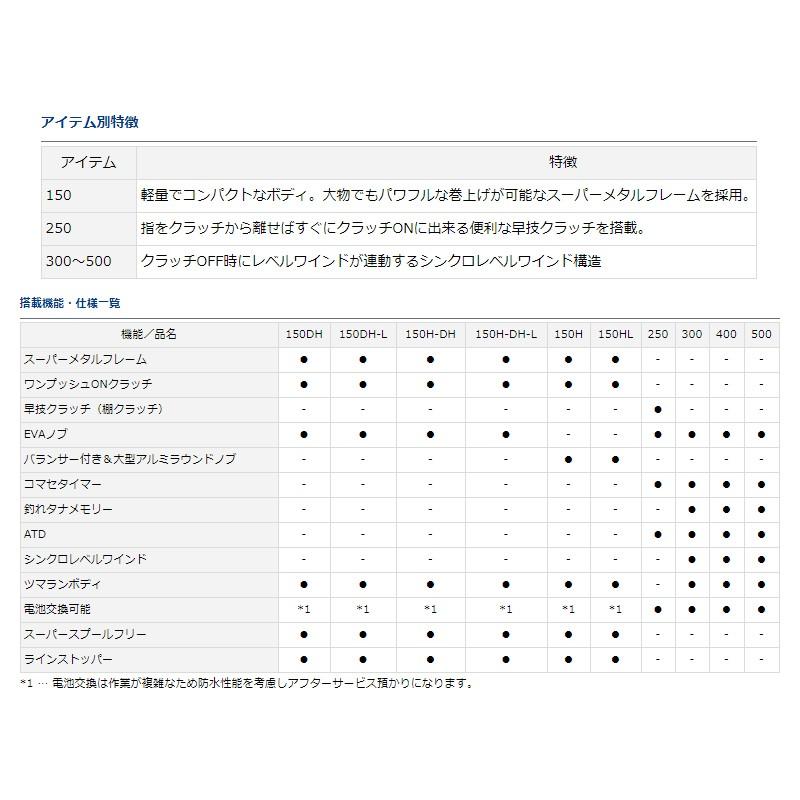 アイテム別特徴
アイテム 特徴
150 軽量でコンパクトなボディ。大物でもパワフルな巻上げが可能なスーパーメタルフレームを採用。
250 指をクラッチから離せばすぐにクラッチONに出来る便利な早技クラッチを搭載。
300～500 クラッチOFF時にレベルワインドが連動するシンクロレベルワインド構造
搭載機能・仕様一覧
機能／品名 150DH 150DH-L 150H-DH 150H-DH-L 150H 150HL 250 300 400 500
スーパーメタルフレーム ● ● ● ● ● ● - - - -
ワンプッシュONクラッチ ● ● ● ● ● ● - - - -
早技クラッチ（棚クラッチ） - - - - - - ● - - -
EVAノブ ● ● ● ● - - ● ● ● ●
バランサー付き＆大型アルミラウンドノブ - - - - ● ● - - - -
コマセタイマー - - - - - - ● ● ● ●
釣れタナメモリー - - - - - - - ● ● ●
ATD - - - - - - ● ● ● ●
シンクロレベルワインド - - - - - - - ● ● ●
ツマランボディ ● ● ● ● ● ● - ● ● ●
電池交換可能 *1 *1 *1 *1 *1 *1 ● ● ● ●
スーパースプールフリー ● ● ● ● ● ● - - - -
ラインストッパー ● ● ● ● ● ● - - - -
*1 … 電池交換は作業が複雑なため防水性能を考慮しアフターサービス預かりになります。